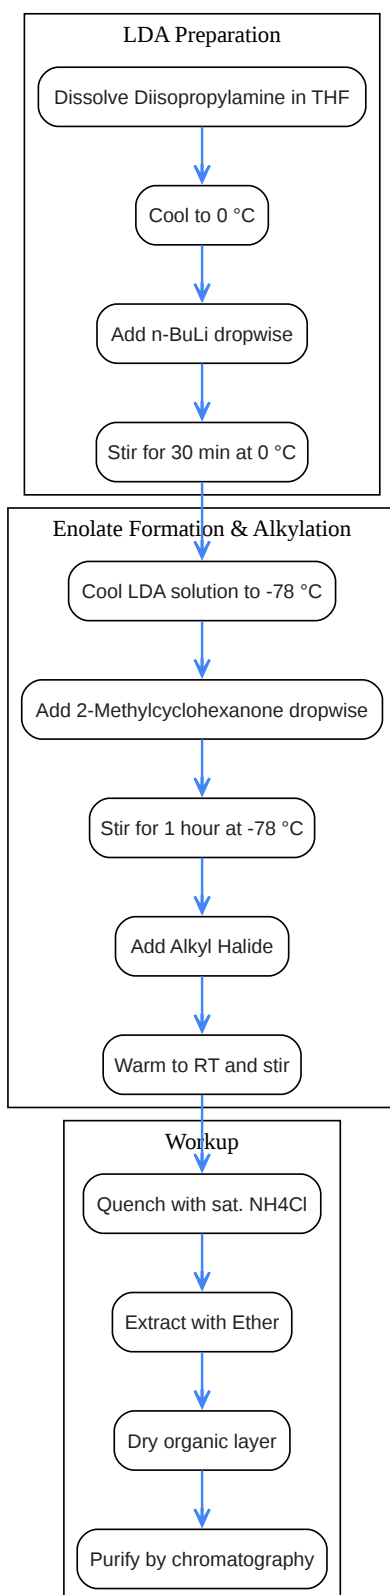 LDA Preparation
Dissolve Diisopropylamine in THF
Cool to 0 °C
Add n-BuLi dropwise
Stir for 30 min at 0 °C
Enolate Formation & Alkylation
Cool LDA solution to -78 °C
Add 2-Methylcyclohexanone dropwise
Stir for 1 hour at -78 °C
Add Alkyl Halide
Warm to RT and stir
Workup
Quench with sat. NH4Cl
Extract with Ether
Dry organic layer
Purify by chromatography